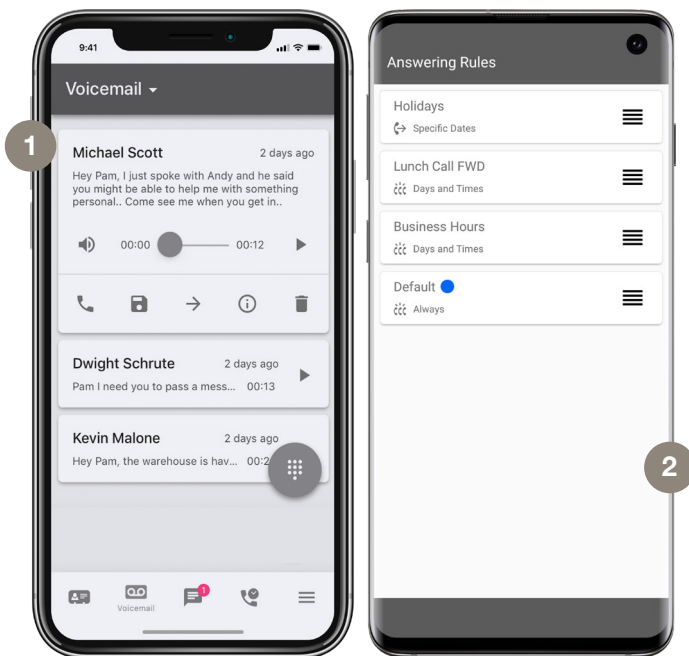 9:41
Voicemail
1
Michael Scott 2 days ago
Hey Pam, I just spoke with Andy and he said
you might be able to help me with something
personal.. Come see me when you get in..
00:00 00:12
Dwight Schrute 2 days ago
Pam I need you to pass a mess... 00:13
Kevin Malone 2 days ago
Hey Pam, the warehouse is hav...
1
Voicemail
Answering Rules
Holidays
Specific Dates
Lunch Call FWD
Days and Times
Business Hours
Days and Times
Default
Always
2